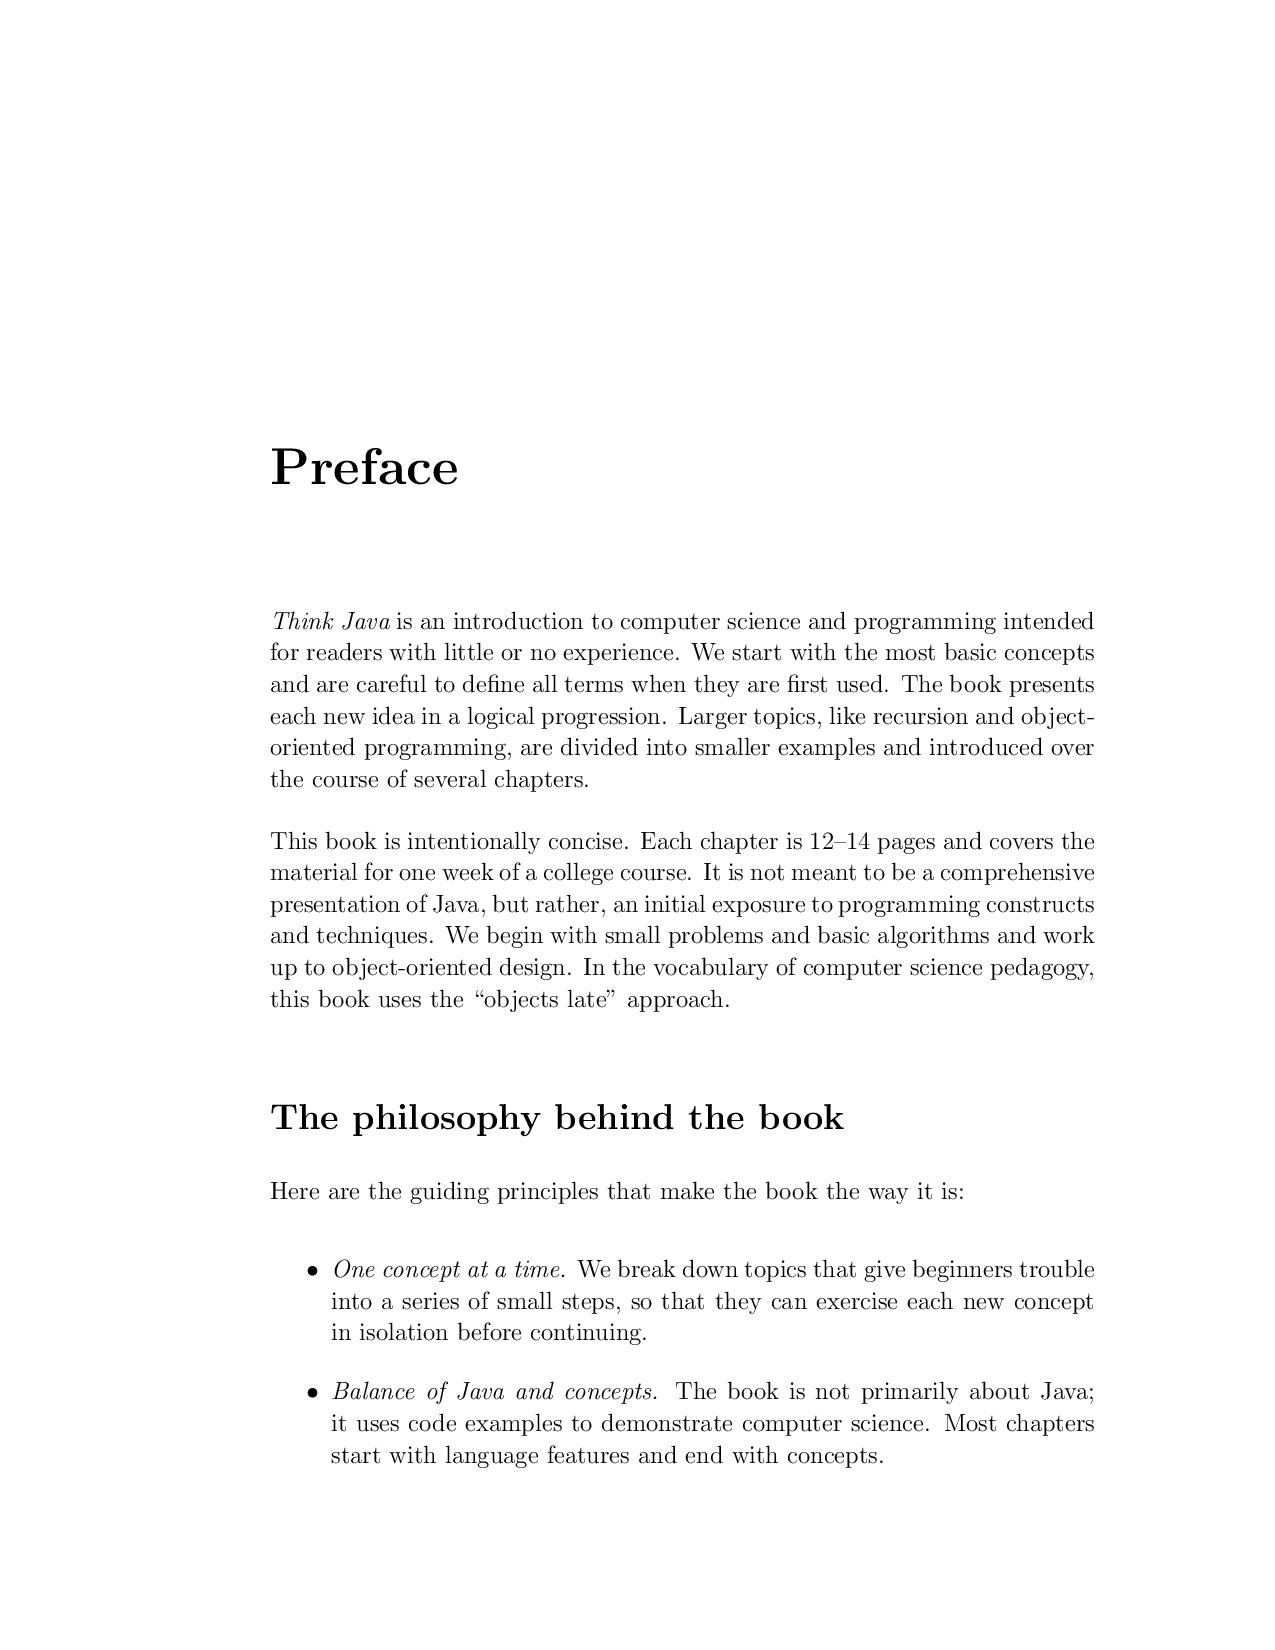 Preface
Think Java is an introduction to computer science and programming intended
for readers with little or no experience. We start with the most basic concepts
and are careful to define all terms when they are first used. The book presents
each new idea in a logical progression. Larger topics, like recursion and object-
oriented programming, are divided into smaller examples and introduced over
the course of several chapters.
This book is intentionally concise. Each chapter is 12–14 pages and covers the
material for one week of a college course. It is not meant to be a comprehensive
presentation of Java, but rather, an initial exposure to programming constructs
and techniques. We begin with small problems and basic algorithms and work
up to object-oriented design. In the vocabulary of computer science pedagogy,
this book uses the “objects late” approach.
The philosophy behind the book
Here are the guiding principles that make the book the way it is:
• One concept at a time. We break down topics that give beginners trouble
into a series of small steps, so that they can exercise each new concept
in isolation before continuing.
• Balance of Java and concepts. The book is not primarily about Java;
it uses code examples to demonstrate computer science. Most chapters
start with language features and end with concepts.